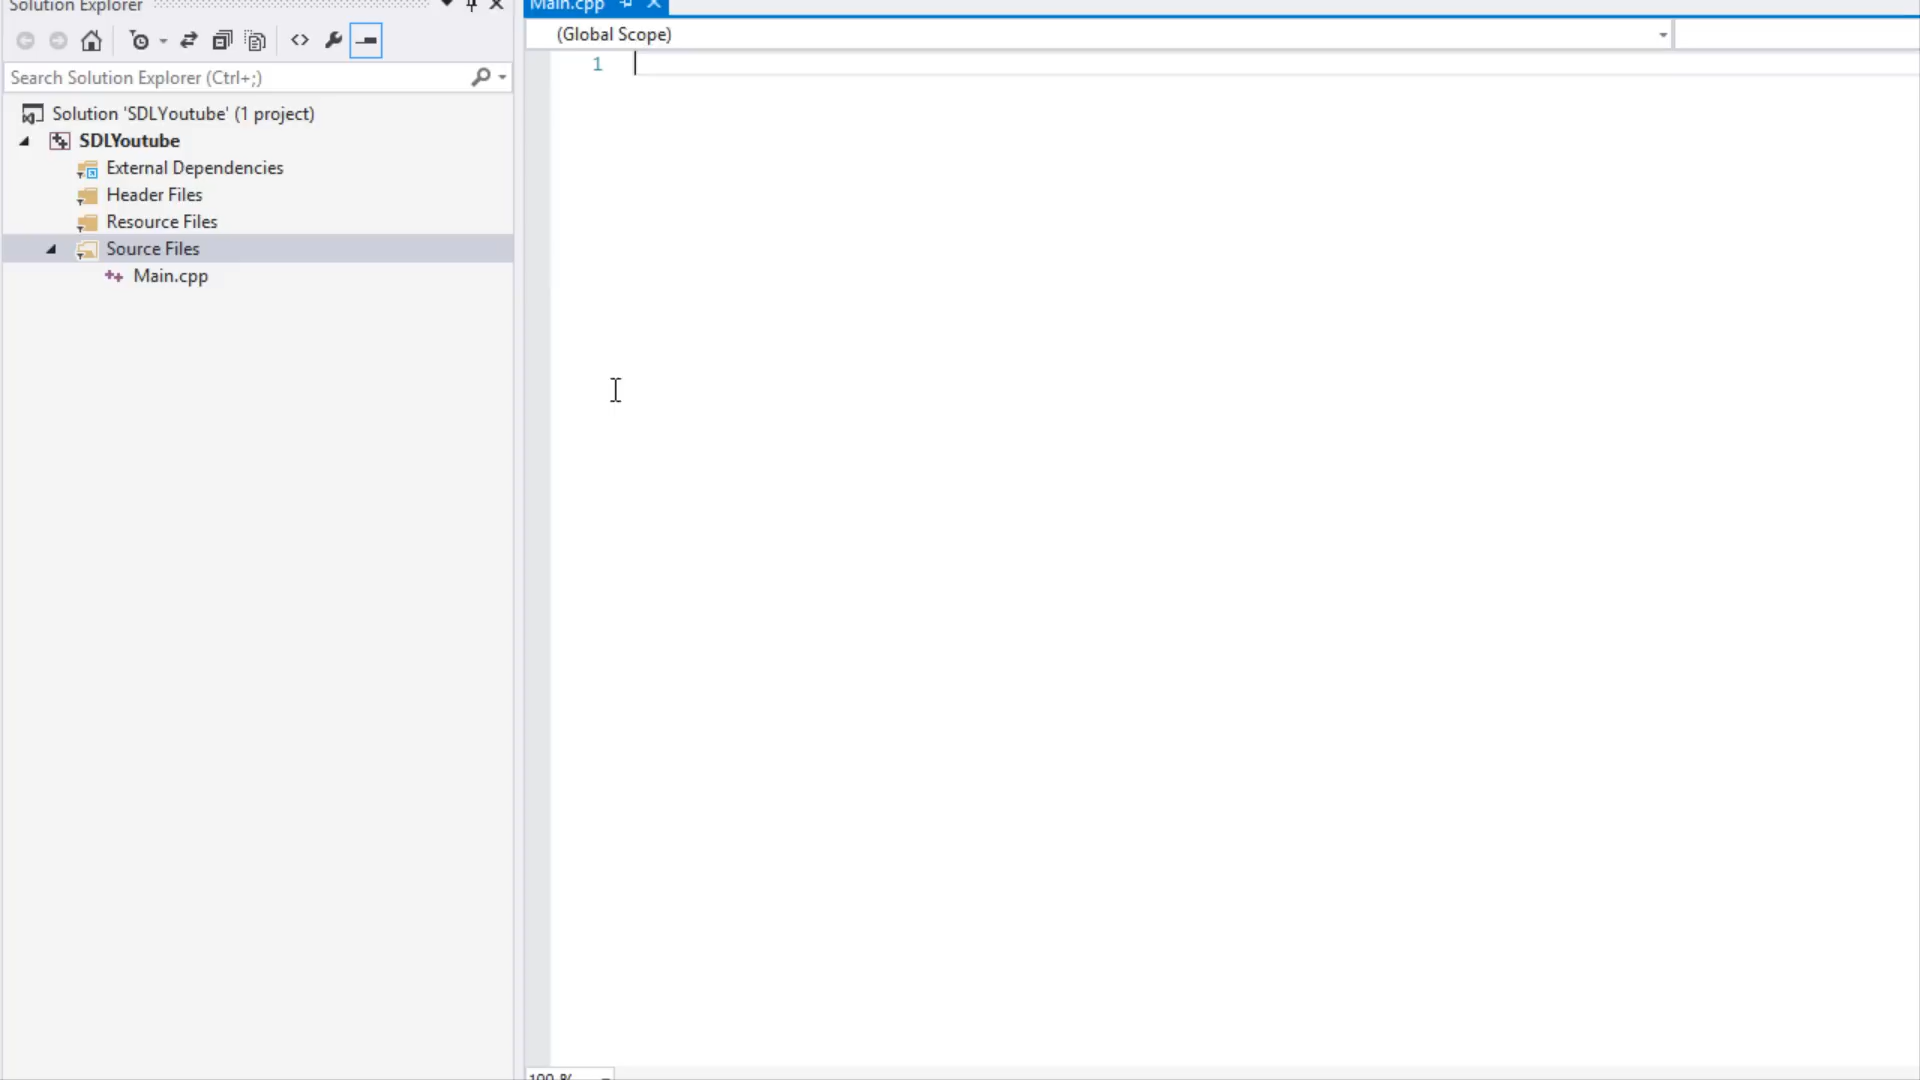 Solution Explorer
Search Solution Explorer (Ctrl+;)
Solution 'SDLYoutube' (1 project)
SDLYoutube
External Dependencies
Header Files
Resource Files
Source Files
Main.cpp
Main.cpp
(Global Scope)
1
100 %